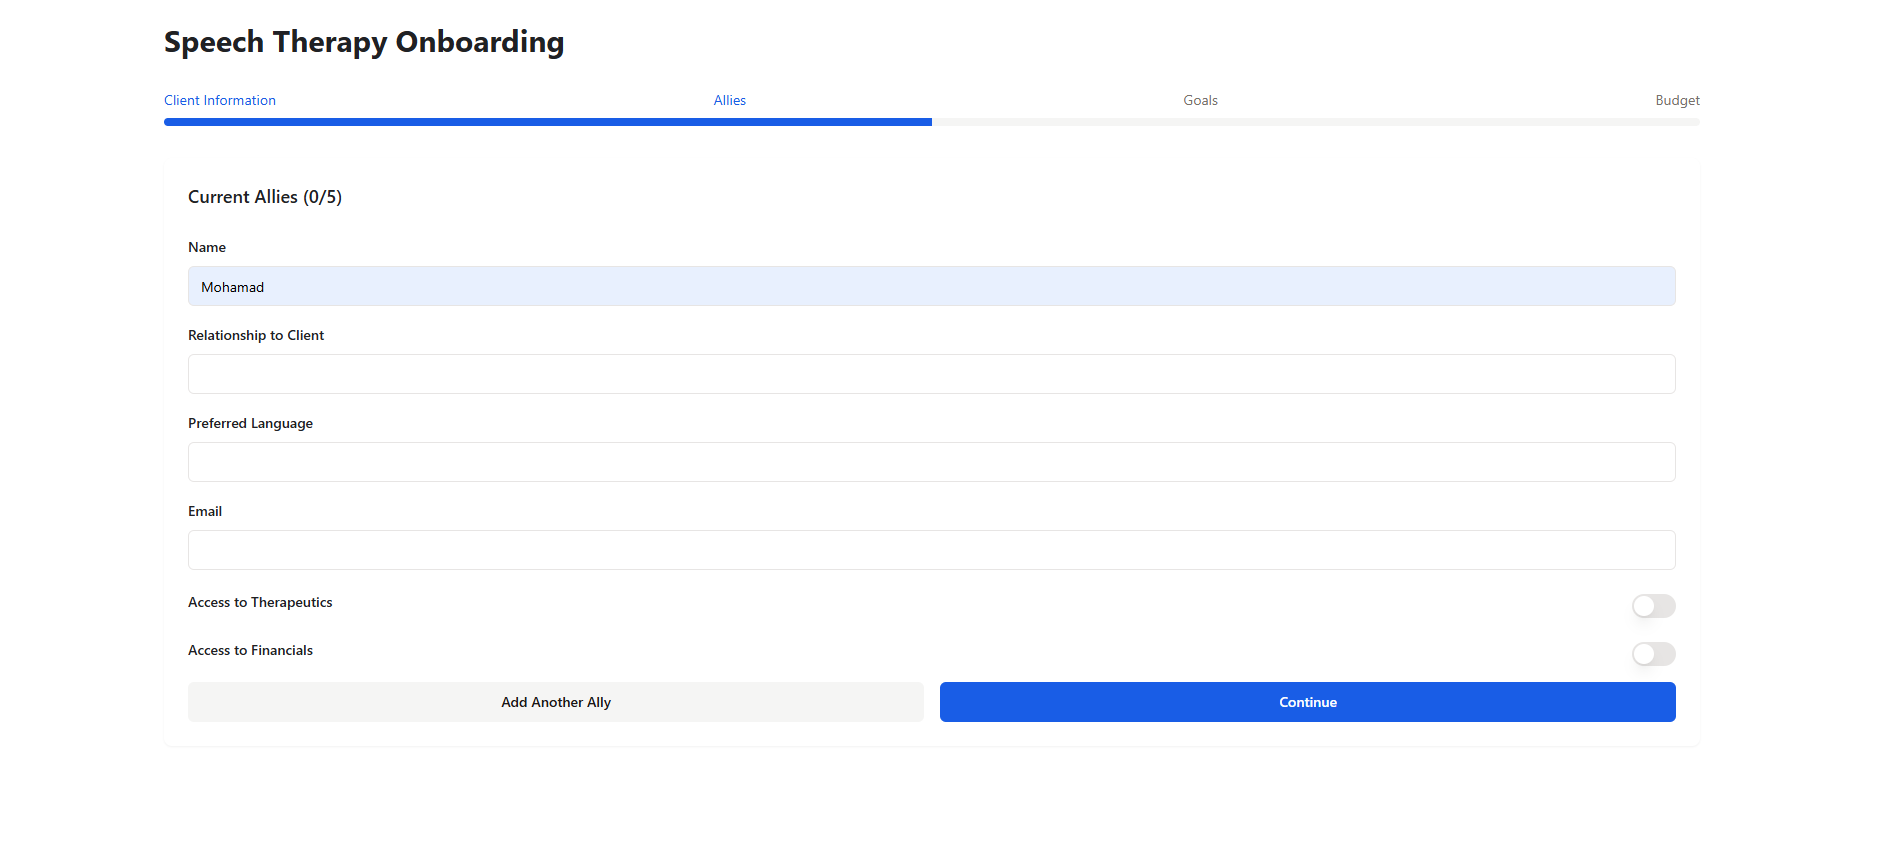 Speech Therapy Onboarding
Client Information Allies Goals Budget
Current Allies (0/5)
Name
Mohamad
Relationship to Client
Preferred Language
Email
Access to Therapeutics
Access to Financials
Add Another Ally Continue